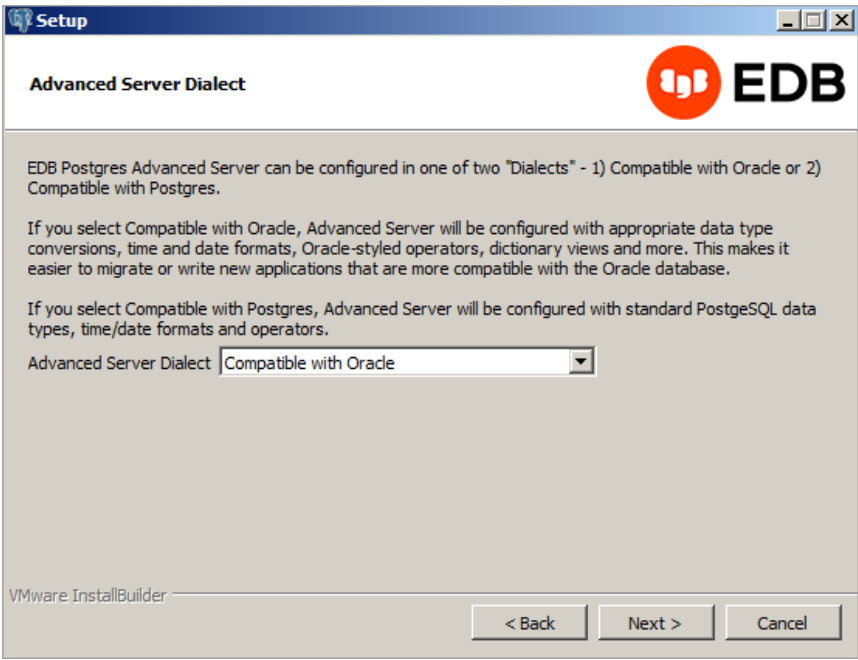 Setup
Advanced Server Dialect
EDB
EDB Postgres Advanced Server can be configured in one of two "Dialects" - 1) Compatible with Oracle or 2)
Compatible with Postgres.
If you select Compatible with Oracle, Advanced Server will be configured with appropriate data type
conversions, time and date formats, Oracle-styled operators, dictionary views and more. This makes it
easier to migrate or write new applications that are more compatible with the Oracle database.
If you select Compatible with Postgres, Advanced Server will be configured with standard PostgeSQL data
types, time/date formats and operators.
Advanced Server Dialect Compatible with Oracle
VMware InstallBuilder
< Back Next > Cancel